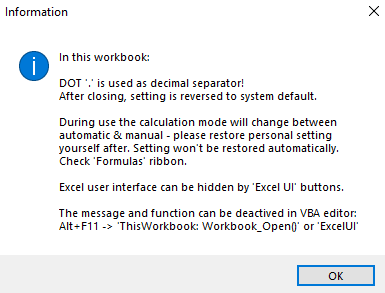 Information
In this workbook:
DOT '.' is used as decimal separator!
After closing, setting is reversed to system default.
During use the calculation mode will change between
automatic & manual - please restore personal setting
yourself after. Setting won't be restored automatically.
Check 'Formulas' ribbon.
Excel user interface can be hidden by 'Excel UI' buttons.
The message and function can be deactived in VBA editor:
Alt+F11 -> 'ThisWorkbook: Workbook_Open()' or 'ExcelUI'
OK